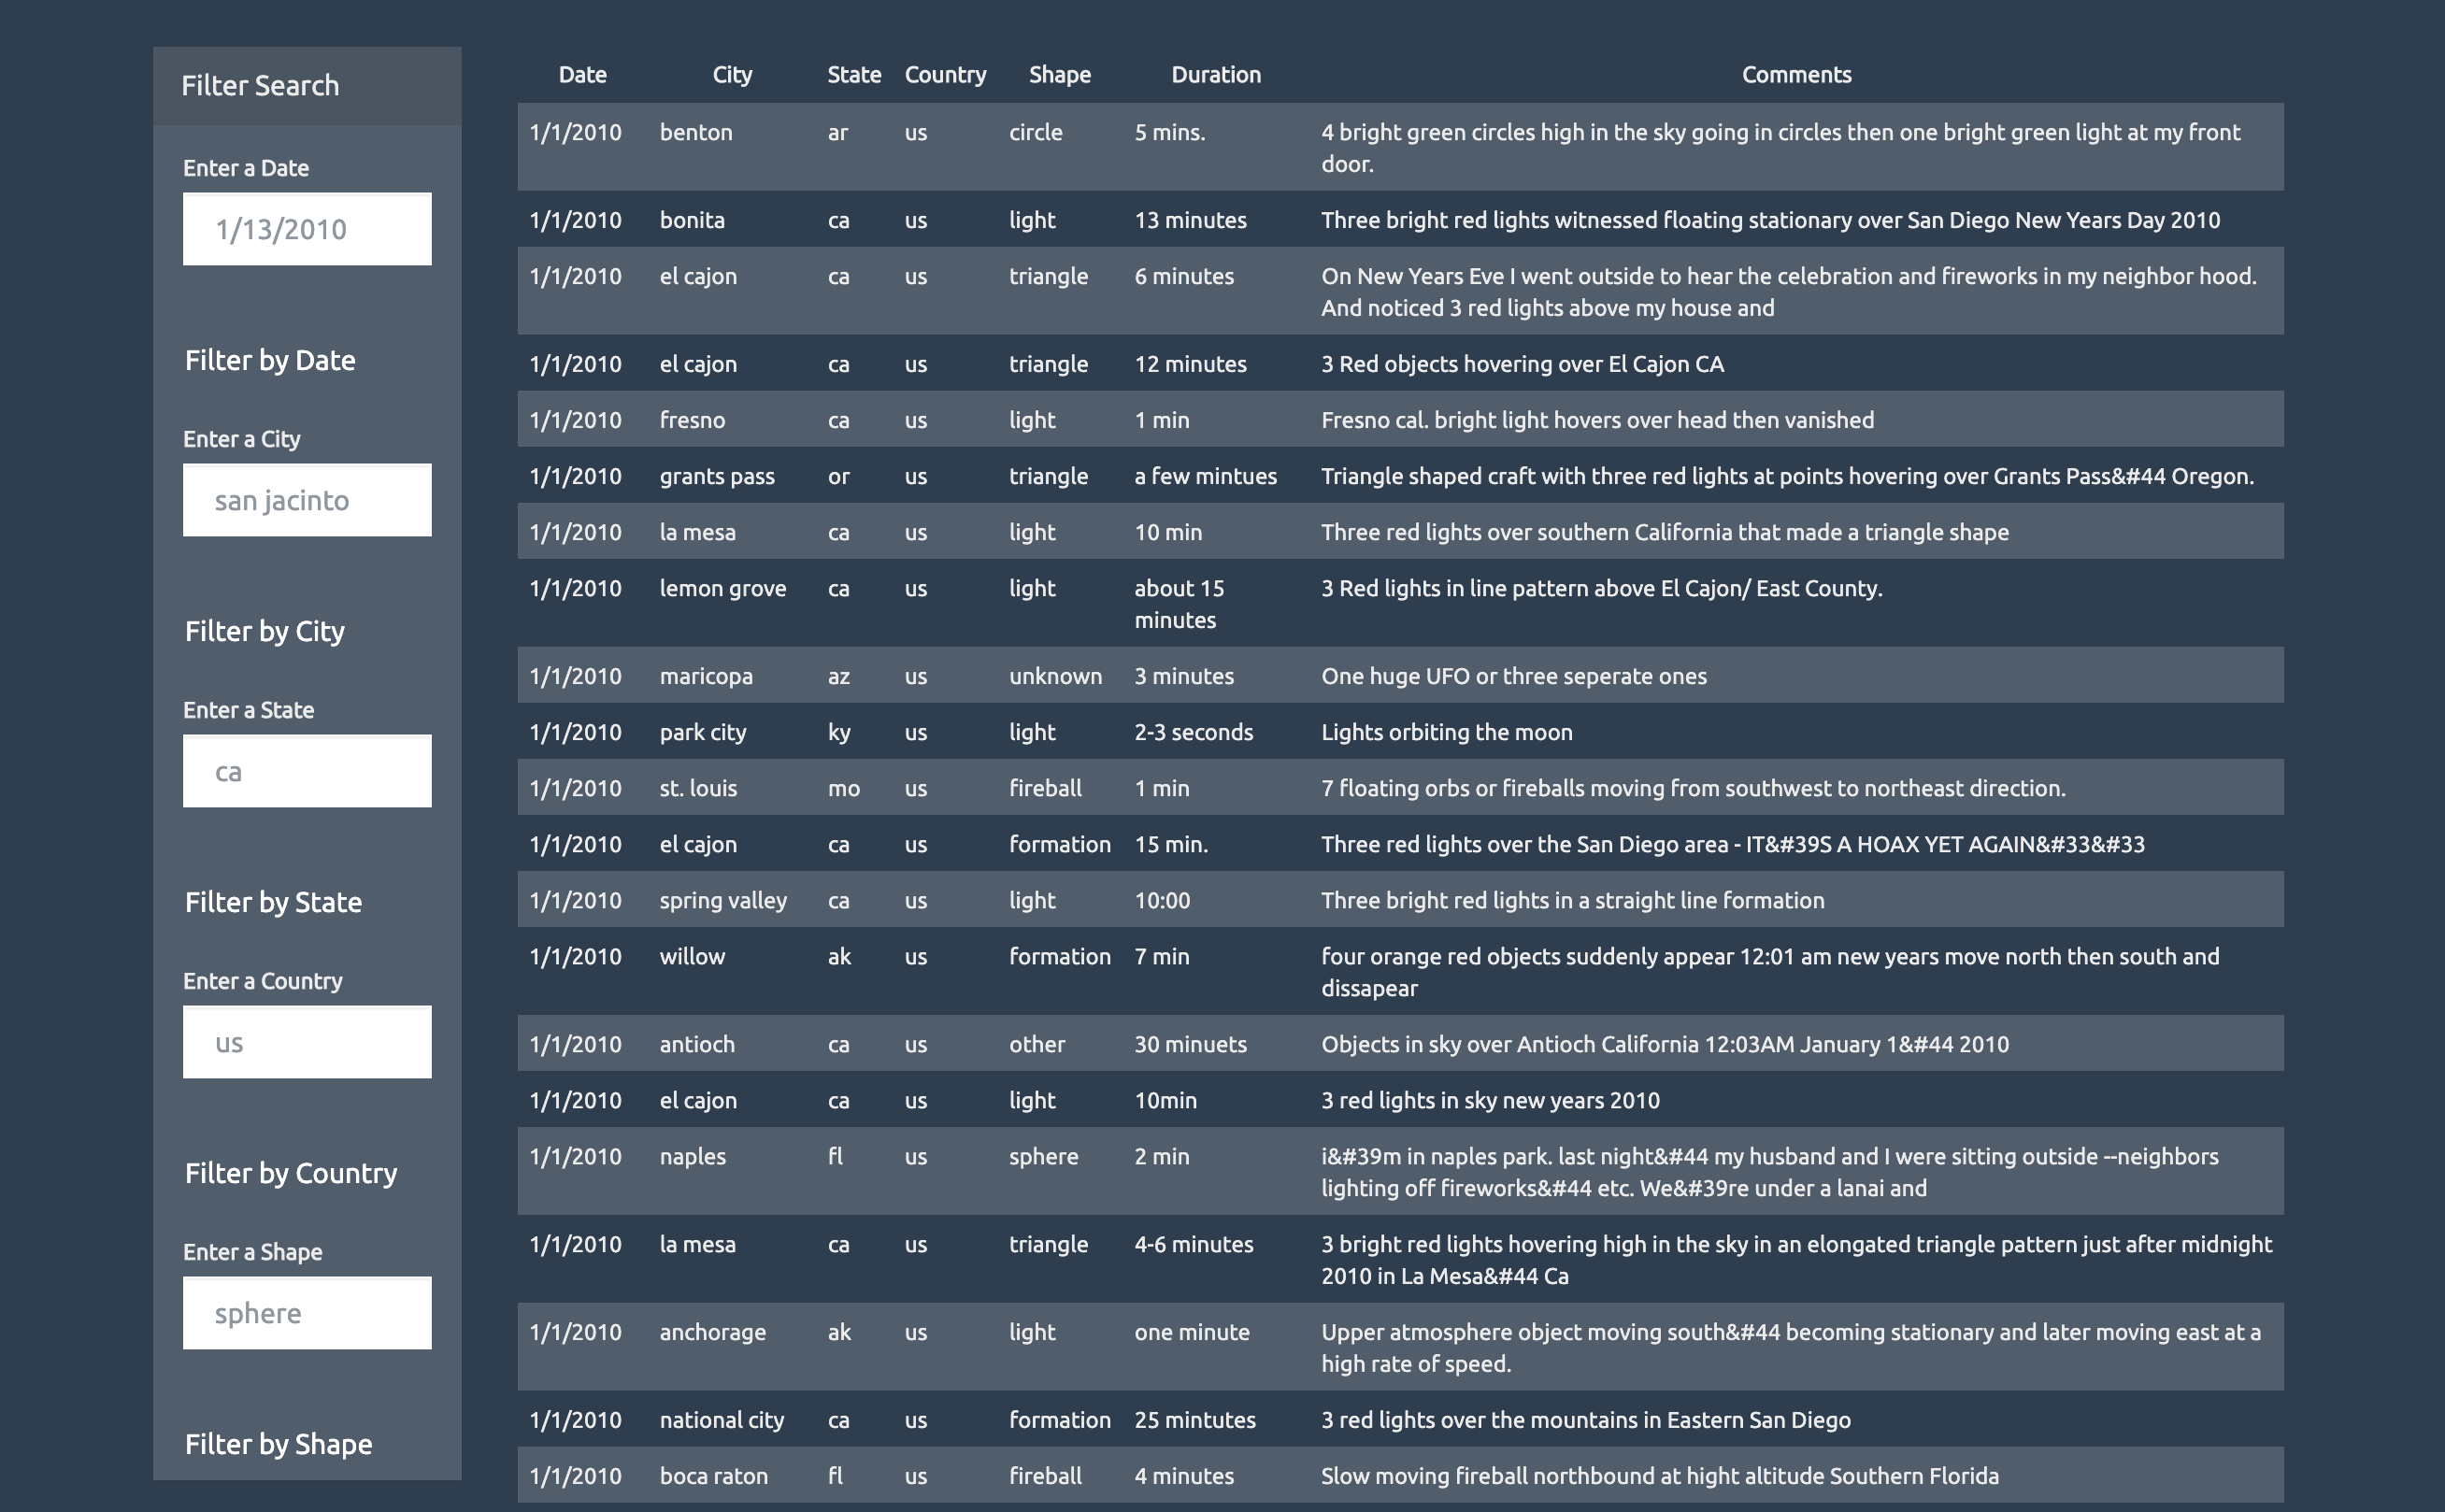 Filter Search
Enter a Date
1/13/2010
Filter by Date
Enter a City
san jacinto
Filter by City
Enter a State
ca
Filter by State
Enter a Country
us
Filter by Country
Enter a Shape
sphere
Filter by Shape
Date City State Country Shape Duration Comments
1/1/2010 benton ar us circle 5 mins. 4 bright green circles high in the sky going in circles then one bright green light at my front
door.
1/1/2010 bonita ca us light 13 minutes Three bright red lights witnessed floating stationary over San Diego New Years Day 2010
1/1/2010 el cajon ca us triangle 6 minutes On New Years Eve I went outside to hear the celebration and fireworks in my neighbor hood.
And noticed 3 red lights above my house and
1/1/2010 el cajon ca us triangle 12 minutes 3 Red objects hovering over El Cajon CA
1/1/2010 fresno ca us light 1 min Fresno cal. bright light hovers over head then vanished
1/1/2010 grants pass or us triangle a few mintues Triangle shaped craft with three red lights at points hovering over Grants Pass&#44 Oregon.
1/1/2010 la mesa ca us light 10 min Three red lights over southern California that made a triangle shape
1/1/2010 lemon grove ca us light about 15 3 Red lights in line pattern above El Cajon/ East County.
minutes
1/1/2010 maricopa az us unknown 3 minutes One huge UFO or three seperate ones
1/1/2010 park city ky us light 2-3 seconds Lights orbiting the moon
1/1/2010 st. louis mo us fireball 1 min 7 floating orbs or fireballs moving from southwest to northeast direction.
1/1/2010 el cajon ca us formation 15 min. Three red lights over the San Diego area - IT&#39S A HOAX YET AGAIN&#33&#33
1/1/2010 spring valley ca us light 10:00 Three bright red lights in a straight line formation
1/1/2010 willow ak us formation 7 min four orange red objects suddenly appear 12:01 am new years move north then south and
dissapear
1/1/2010 antioch ca us other 30 minuets Objects in sky over Antioch California 12:03AM January 1&#44 2010
1/1/2010 el cajon ca us light 10min 3 red lights in sky new years 2010
1/1/2010 naples fl us sphere 2 min i&#39m in naples park. last night&#44 my husband and I were sitting outside --neighbors
lighting off fireworks&#44 etc. We&#39re under a lanai and
1/1/2010 la mesa ca us triangle 4-6 minutes 3 bright red lights hovering high in the sky in an elongated triangle pattern just after midnight
2010 in La Mesa&#44 Ca
1/1/2010 anchorage ak us light one minute Upper atmosphere object moving south&#44 becoming stationary and later moving east at a
high rate of speed.
1/1/2010 national city ca us formation 25 mintutes 3 red lights over the mountains in Eastern San Diego
1/1/2010 boca raton fl us fireball 4 minutes Slow moving fireball northbound at hight altitude Southern Florida